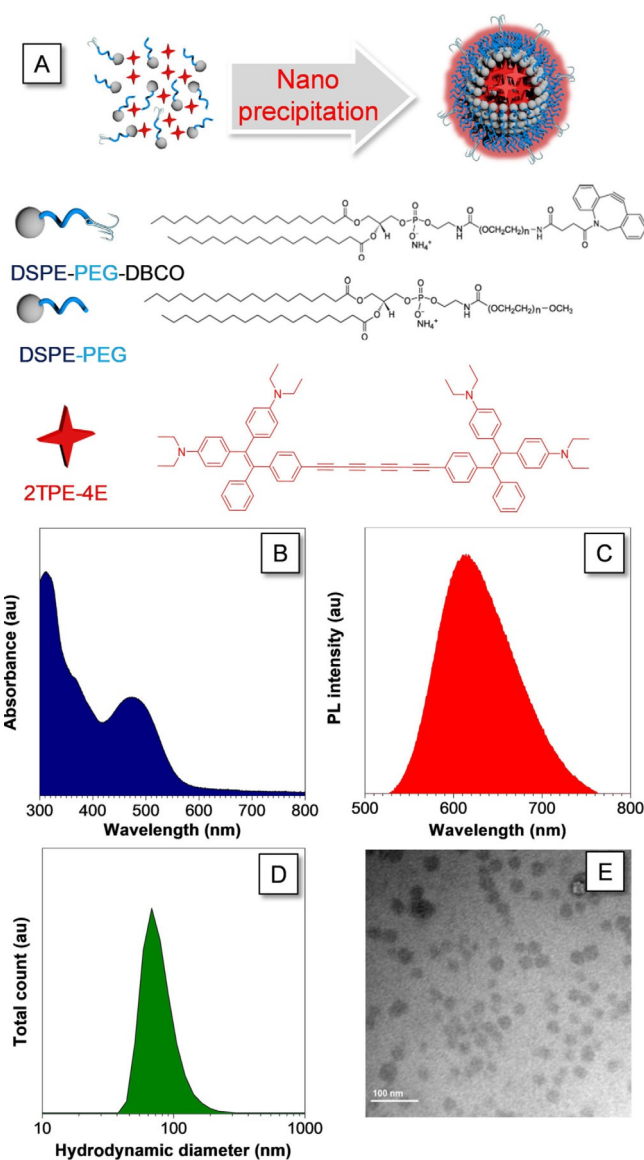 A
Nano
precipitation
O
O
O
O
P
O
O
O-
NH4+
H
N
H
O
(OCH2CH2)n-N
H
O
N
O
DSPE-PEG-DBCO
O
O
O
O
P
O
O
O-
NH4+
H
N
H
O
(OCH2CH2)n-OCH3
DSPE-PEG
N
N
N
N
2TPE-4E
B
Absorbance (au)
300 400 500 600 700 800
Wavelength (nm)
C
PL intensity (au)
500 600 700 800
Wavelength (nm)
D
Total count (au)
10 100 1000
Hydrodynamic diameter (nm)
E
100 nm